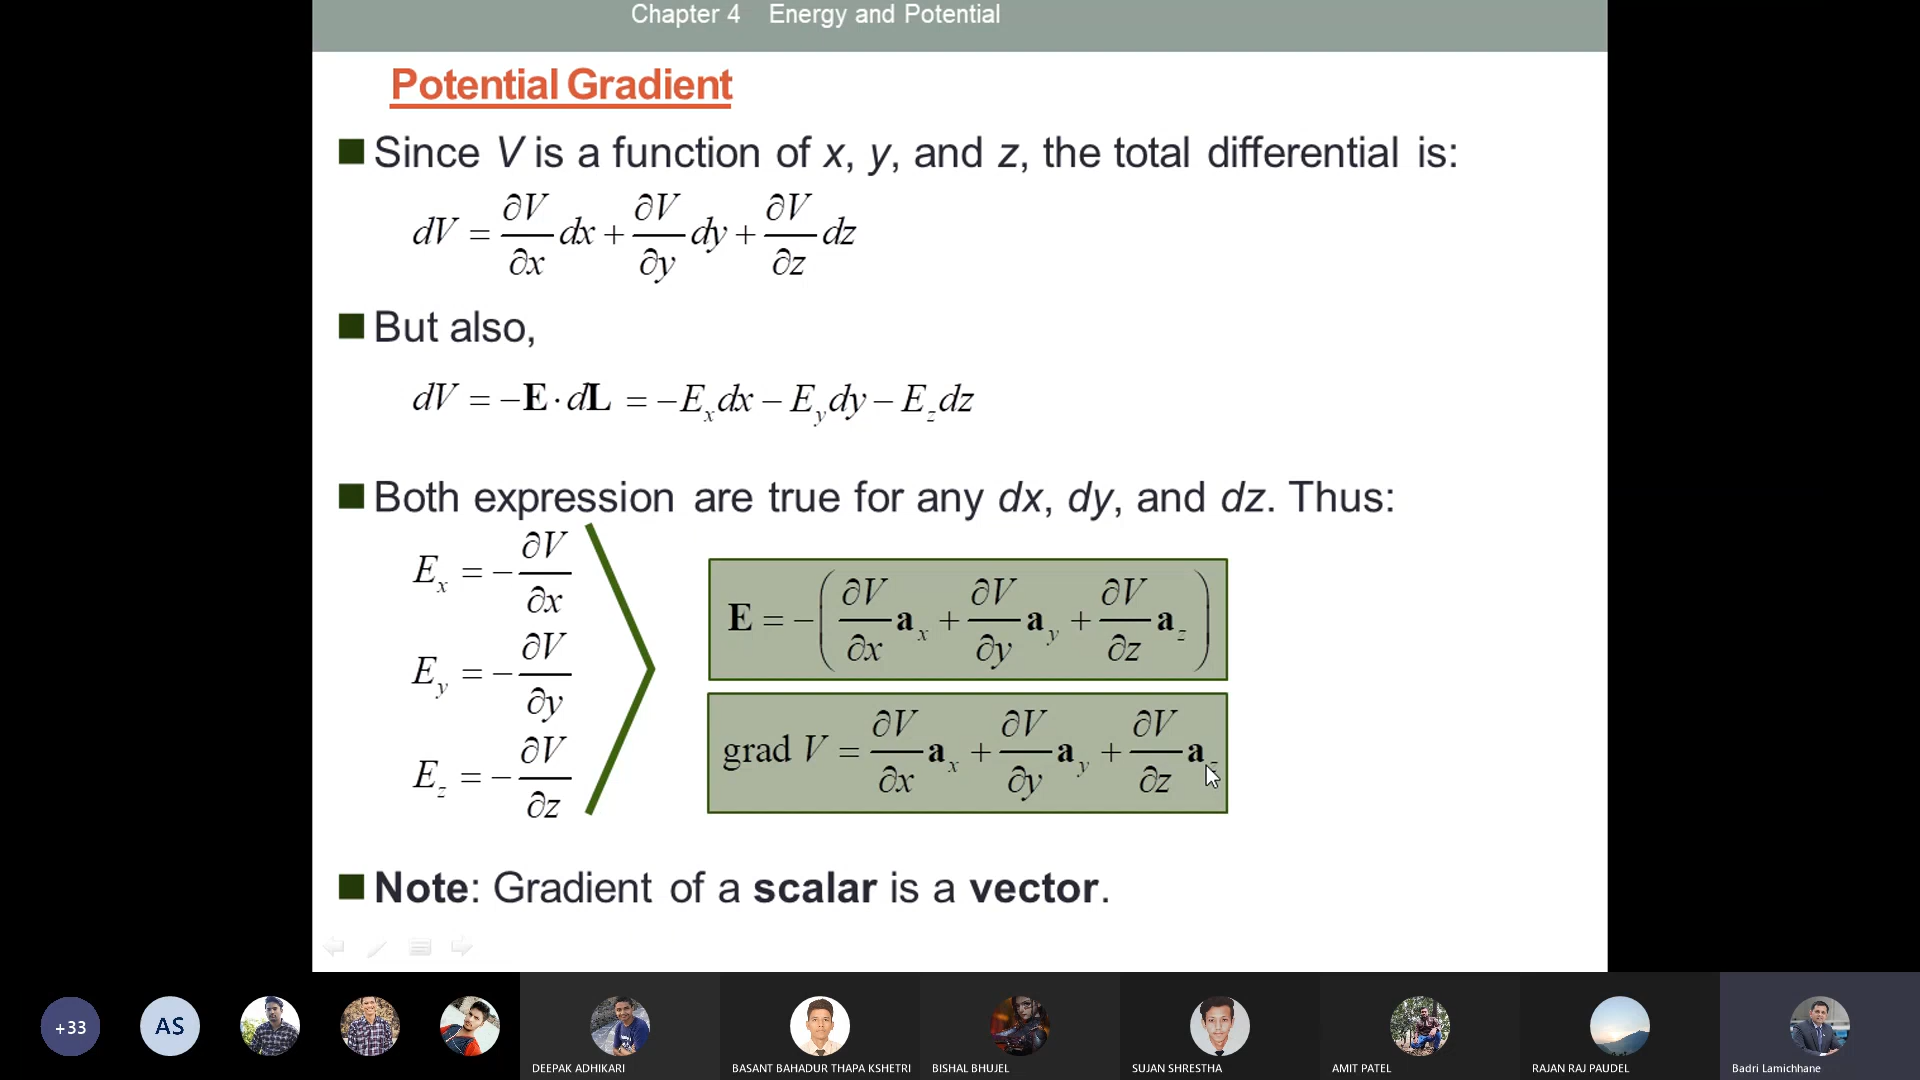 Chapter 4 Energy and Potential
Potential Gradient
Since V is a function of x, y, and z, the total differential is:
dV = ∂V/∂x dx + ∂V/∂y dy + ∂V/∂z dz
But also,
dV = −E · dL = −E_x dx − E_y dy − E_z dz
Both expression are true for any dx, dy, and dz. Thus:
E_x = −∂V/∂x
E_y = −∂V/∂y
E_z = −∂V/∂z
E = −(∂V/∂x a_x + ∂V/∂y a_y + ∂V/∂z a_z)
grad V = ∂V/∂x a_x + ∂V/∂y a_y + ∂V/∂z a_z
Note: Gradient of a scalar is a vector.
+33
AS
DEEPAK ADHIKARI
BASANT BAHADUR THAPA KSHETRI
BISHAL BHUJEL
SUJAN SHRESTHA
AMIT PATEL
RAJAN RAJ PAUDEL
Badri Lamichhane